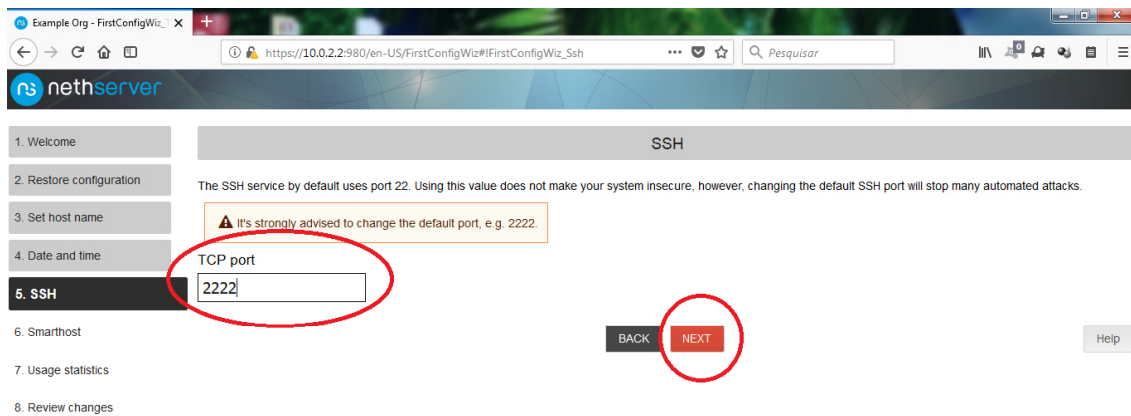 Example Org - FirstConfigWiz_
https://10.0.2.2:980/en-US/FirstConfigWiz#!FirstConfigWiz_Ssh
Pesquisar
0
ns nethserver
1. Welcome
2. Restore configuration
3. Set host name
4. Date and time
5. SSH
6. Smarthost
7. Usage statistics
8. Review changes
SSH
The SSH service by default uses port 22. Using this value does not make your system insecure, however, changing the default SSH port will stop many automated attacks.
It's strongly advised to change the default port, e.g. 2222.
TCP port
2222
BACK
NEXT
Help